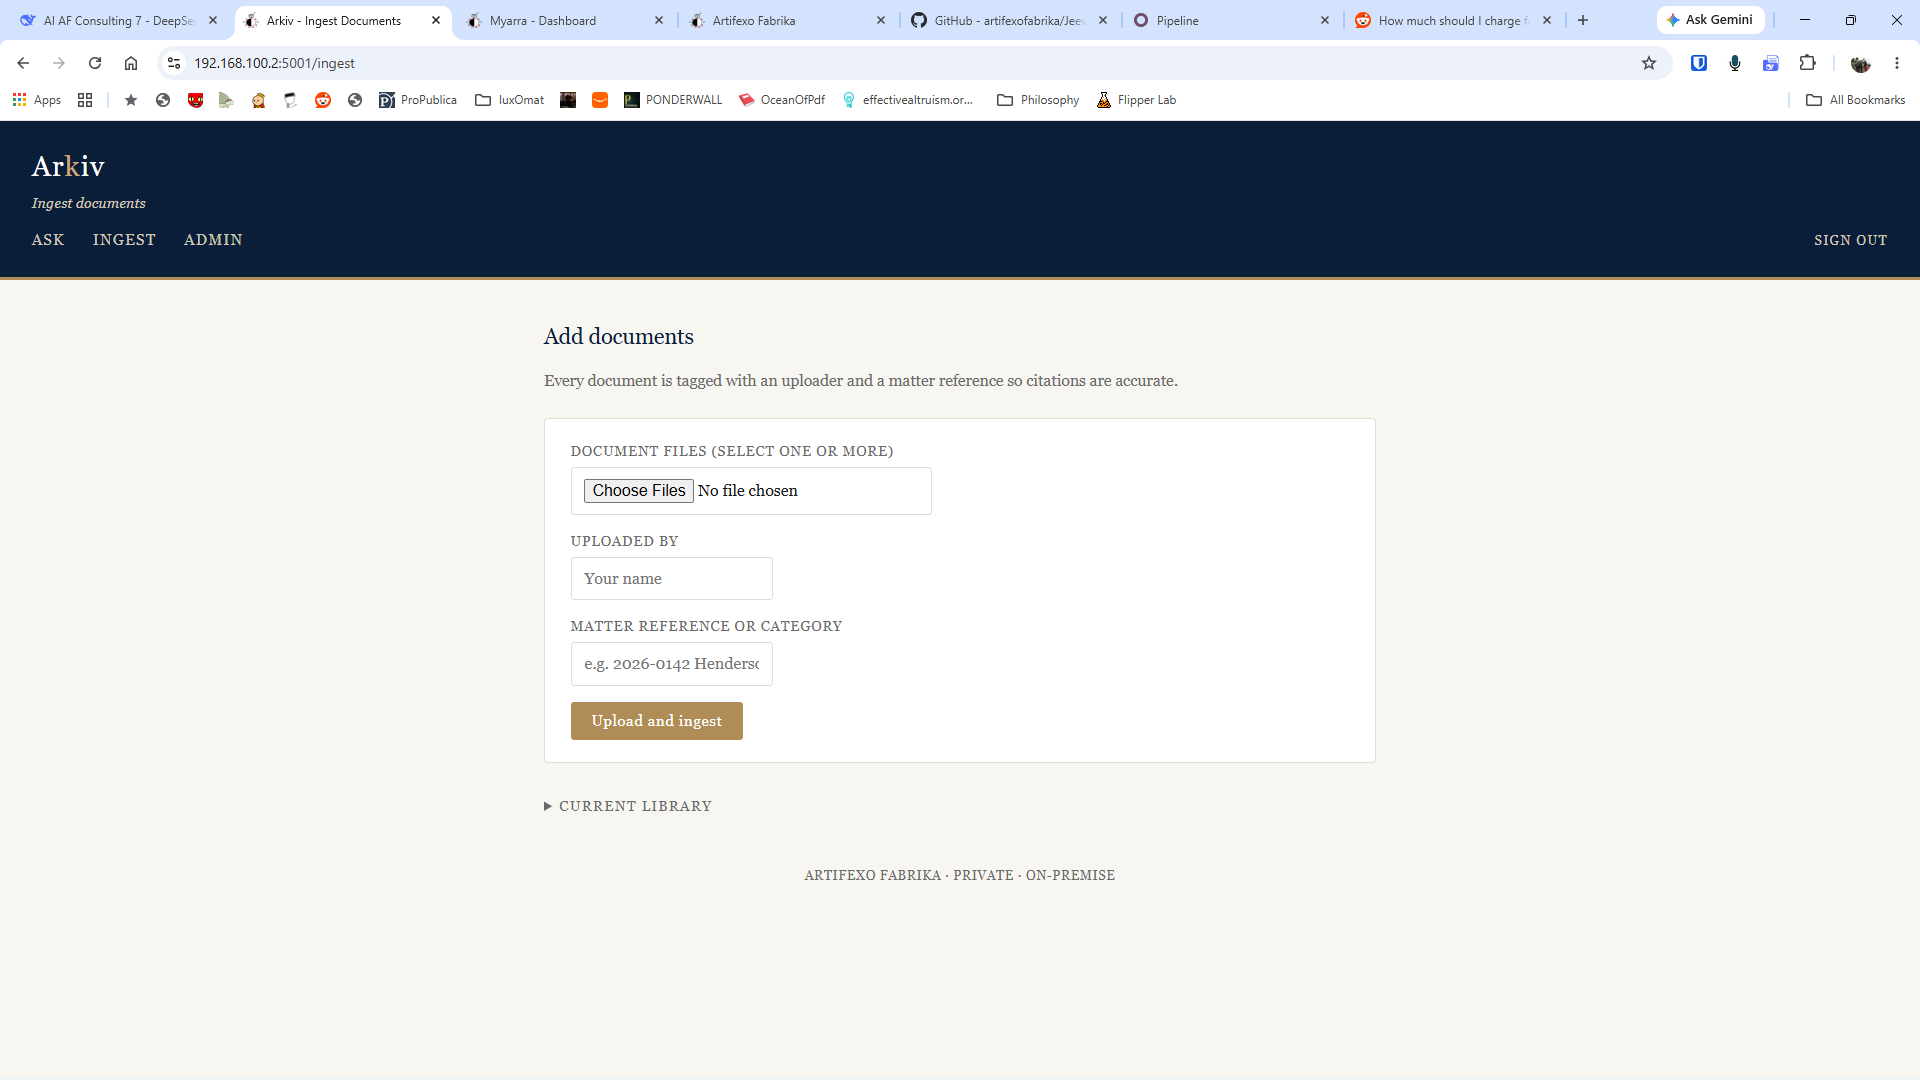 AI AF Consulting 7 - DeepSe
Arkiv - Ingest Documents
Myarra - Dashboard
Artifexo Fabrika
GitHub - artifexofabrika/Jeev
Pipeline
How much should I charge f
Ask Gemini
192.168.100.2:5001/ingest
Apps
ProPublica
luxOmat
PONDERWALL
OceanOfPdf
effectivealtruism.or...
Philosophy
Flipper Lab
All Bookmarks
Arkiv
Ingest documents
ASK INGEST ADMIN
SIGN OUT
Add documents
Every document is tagged with an uploader and a matter reference so citations are accurate.
DOCUMENT FILES (SELECT ONE OR MORE)
Choose Files No file chosen
UPLOADED BY
Your name
MATTER REFERENCE OR CATEGORY
e.g. 2026-0142 Henderso
Upload and ingest
CURRENT LIBRARY
ARTIFEXO FABRIKA · PRIVATE · ON-PREMISE